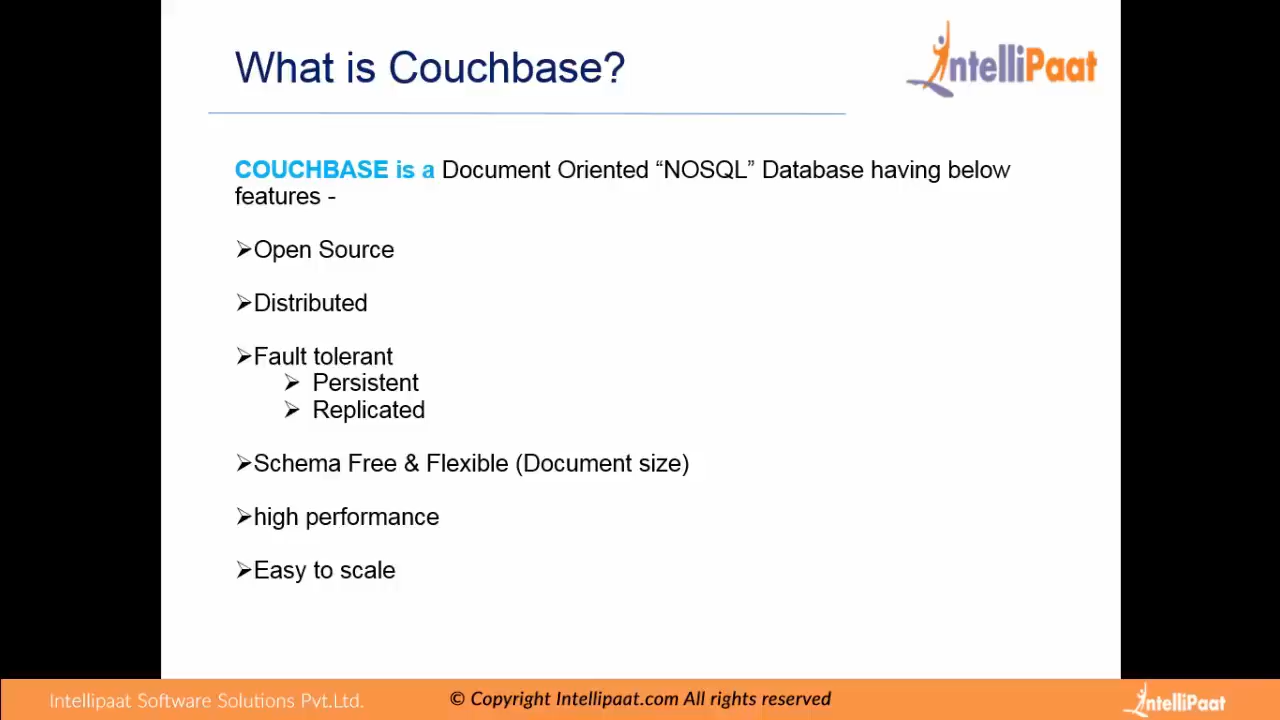 What is Couchbase?
IntelliPaat
COUCHBASE is a Document Oriented “NOSQL” Database having below
features -
➢Open Source
➢Distributed
➢Fault tolerant
➢ Persistent
➢ Replicated
➢Schema Free & Flexible (Document size)
➢high performance
➢Easy to scale
Intellipaat Software Solutions Pvt.Ltd.
© Copyright Intellipaat.com All rights reserved
IntelliPaat